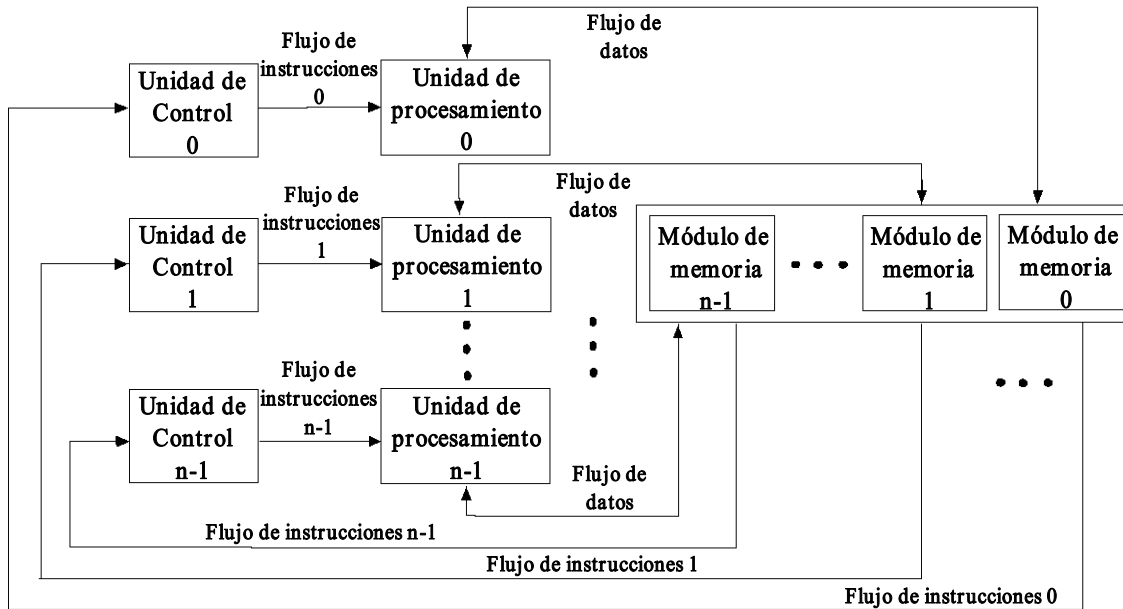 Flujo de
datos
Flujo de
instrucciones
0
Unidad de
Control
0
Unidad de
procesamiento
0
Flujo de
datos
Flujo de
instrucciones
1
Unidad de
Control
1
Unidad de
procesamiento
1
Módulo de
memoria
n-1
Módulo de
memoria
1
Módulo de
memoria
0
Flujo de
instrucciones
n-1
Unidad de
Control
n-1
Unidad de
procesamiento
n-1
Flujo de
datos
Flujo de instrucciones n-1
Flujo de instrucciones 1
Flujo de instrucciones 0